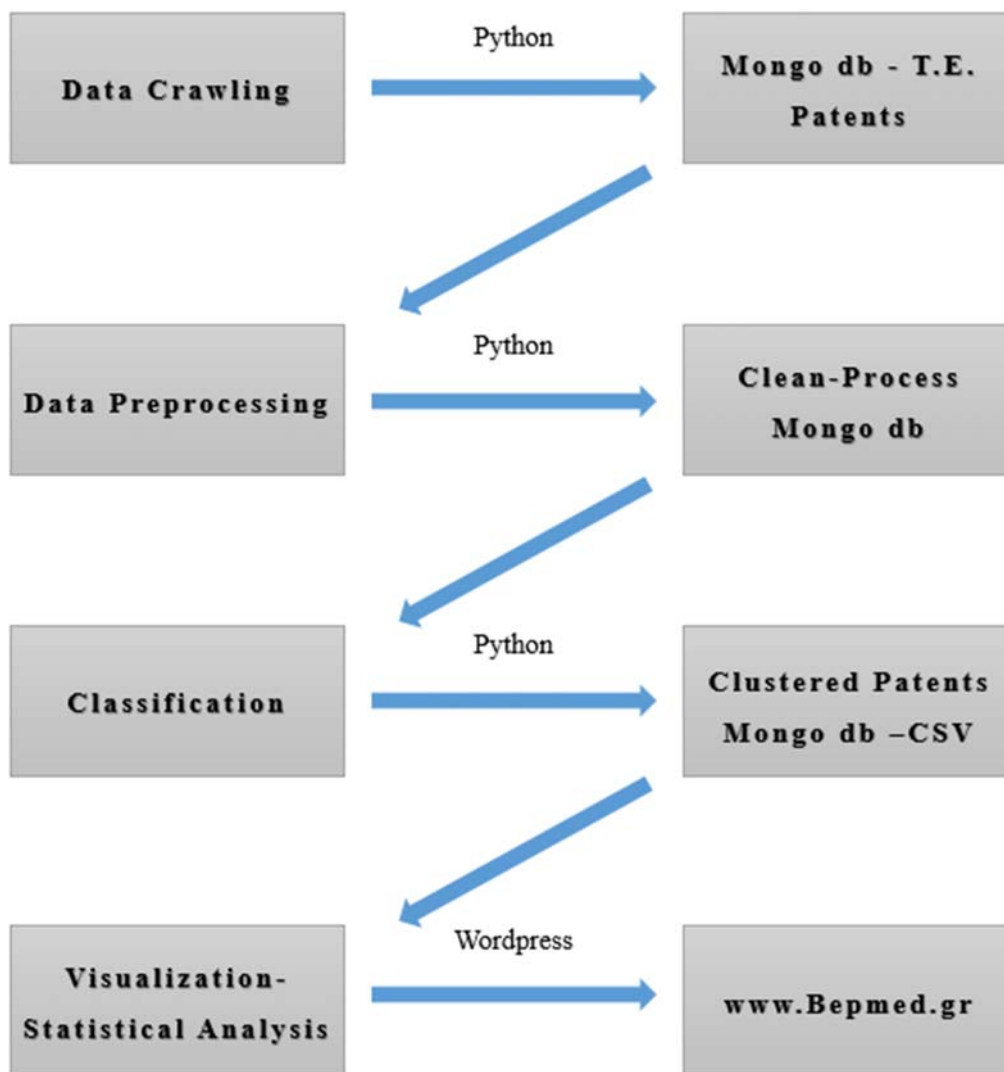 Data Crawling
Python
Mongo db - T.E.
Patents
Data Preprocessing
Python
Clean-Process
Mongo db
Classification
Python
Clustered Patents
Mongo db –CSV
Visualization-
Statistical Analysis
Wordpress
www.Bepmed.gr